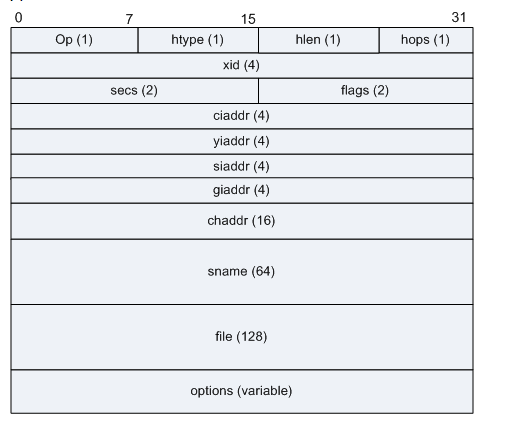 0 7 15 31
Op (1) htype (1) hlen (1) hops (1)
xid (4)
secs (2) flags (2)
ciaddr (4)
yiaddr (4)
siaddr (4)
giaddr (4)
chaddr (16)
sname (64)
file (128)
options (variable)